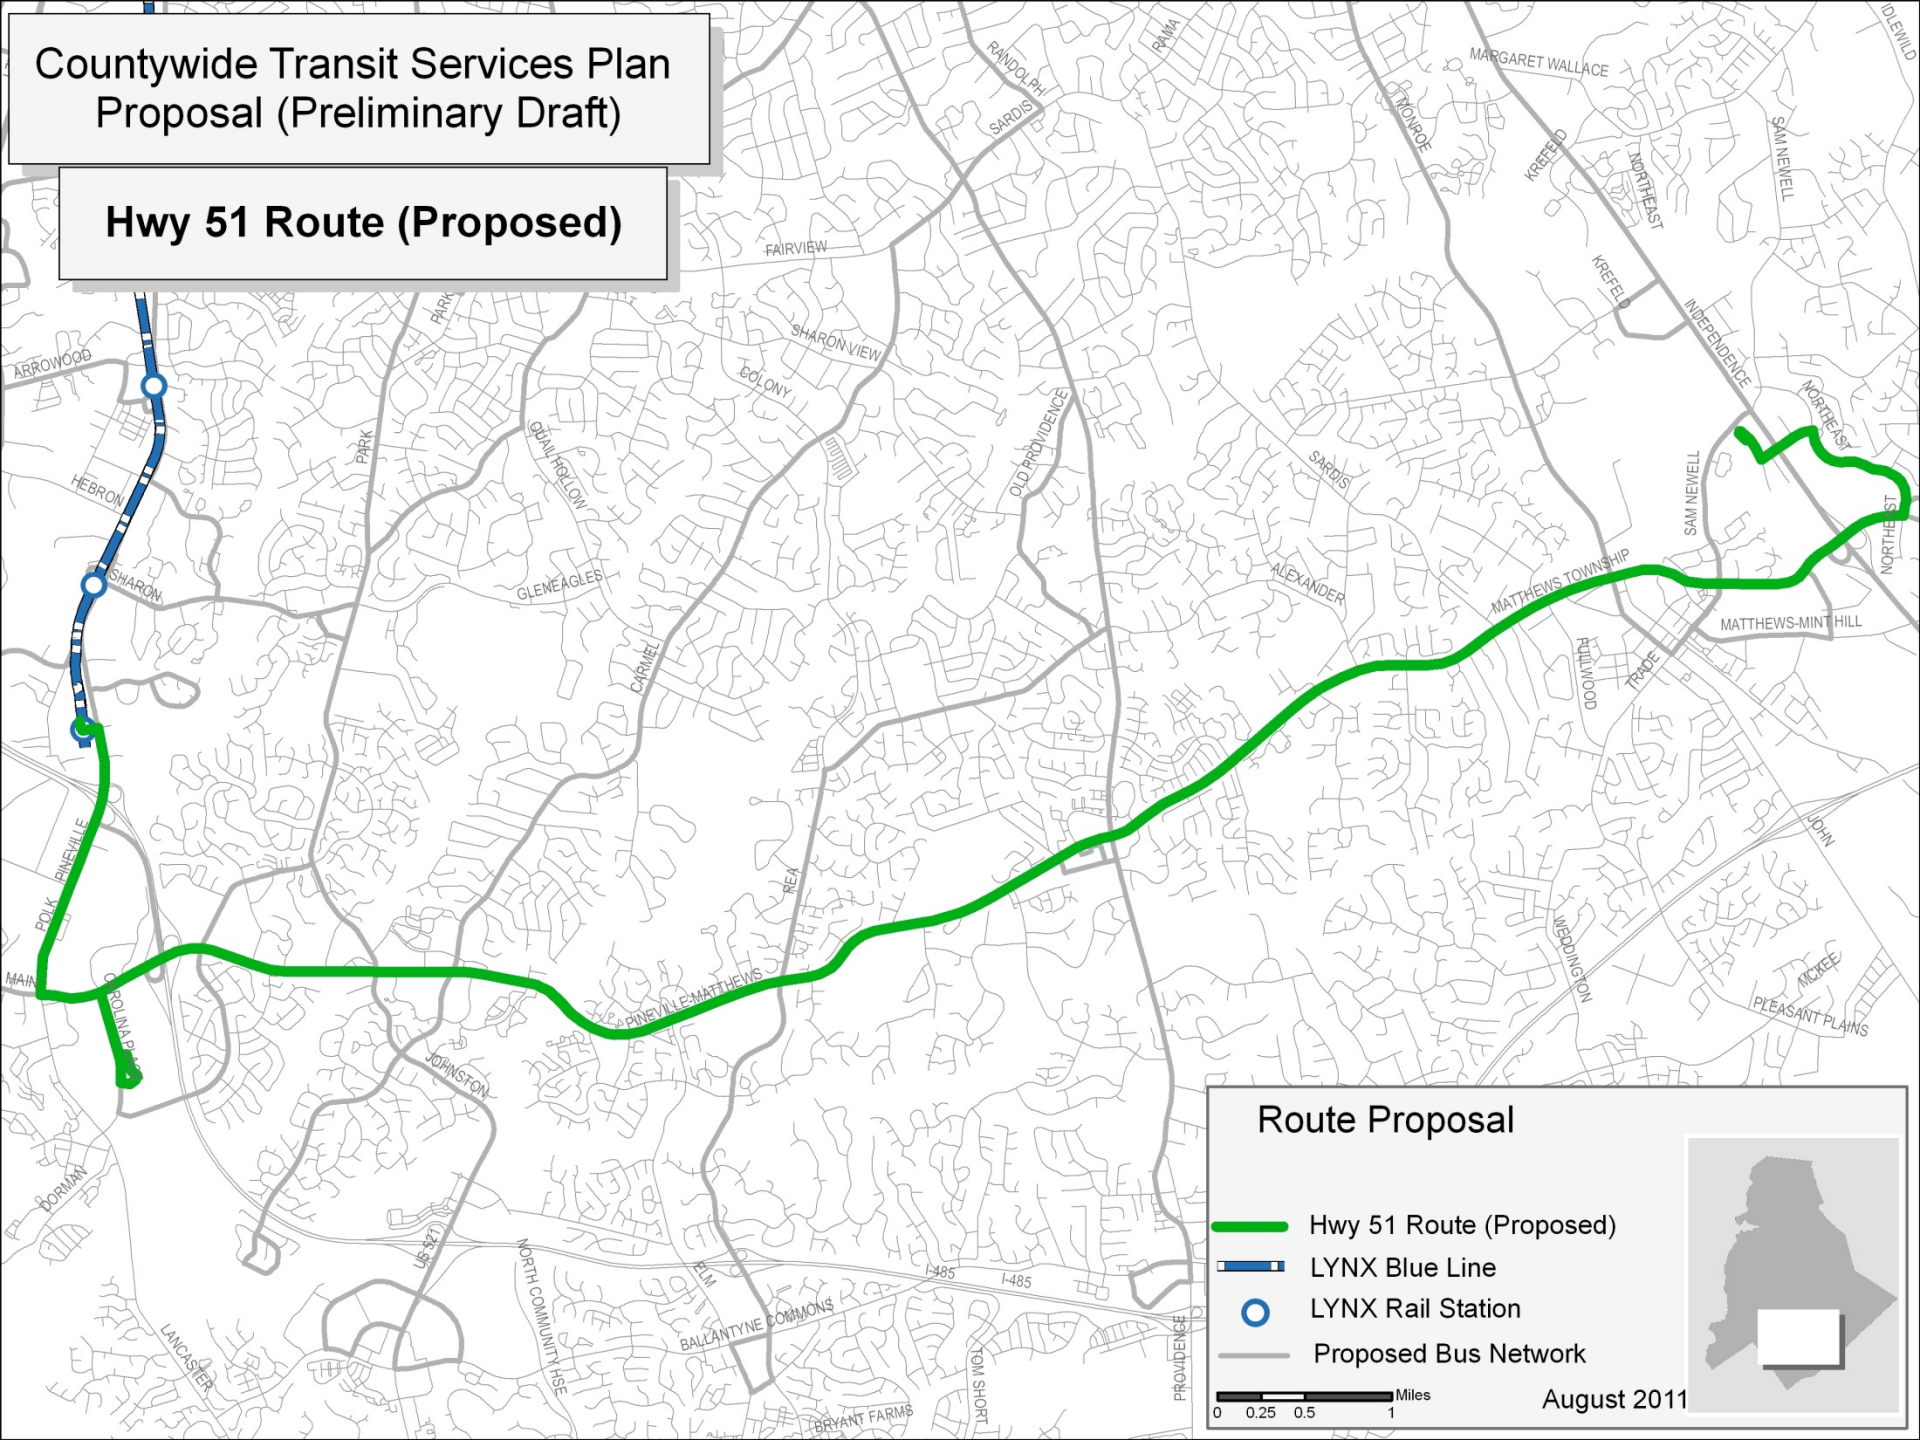 Countywide Transit Services Plan
Proposal (Preliminary Draft)
Hwy 51 Route (Proposed)
RANDOLPH
SARDIS
RAMA
MONROE
MARGARET WALLACE
IDLEWILD
KREFELD
NORTHEAST
SAM NEWELL
FAIRVIEW
PARK
SHARON VIEW
COLONY
KREFELD
INDEPENDENCE
ARROWOOD
PARK
QUAIL HOLLOW
OLD PROVIDENCE
SARDIS
NORTHEAST
SAM NEWELL
NORTHEAST
HEBRON
SHARON
GLENEAGLES
ALEXANDER
MATTHEWS TOWNSHIP
MATTHEWS-MINT HILL
FULLWOOD
TRADE
CARMEL
PINEVILLE
POLK
REA
JOHN
MAIN
CAROLINA PLACE
PINEVILLE-MATTHEWS
WEDDINGTON
MCKEE
PLEASANT PLAINS
JOHNSTON
DORMAN
US 521
NORTH COMMUNITY HSE
ELM
I-485
I-485
BALLANTYNE COMMONS
LANCASTER
TOM SHORT
PROVIDENCE
BRYANT FARMS
Route Proposal
Hwy 51 Route (Proposed)
LYNX Blue Line
LYNX Rail Station
Proposed Bus Network
Miles
0 0.25 0.5 1
August 2011